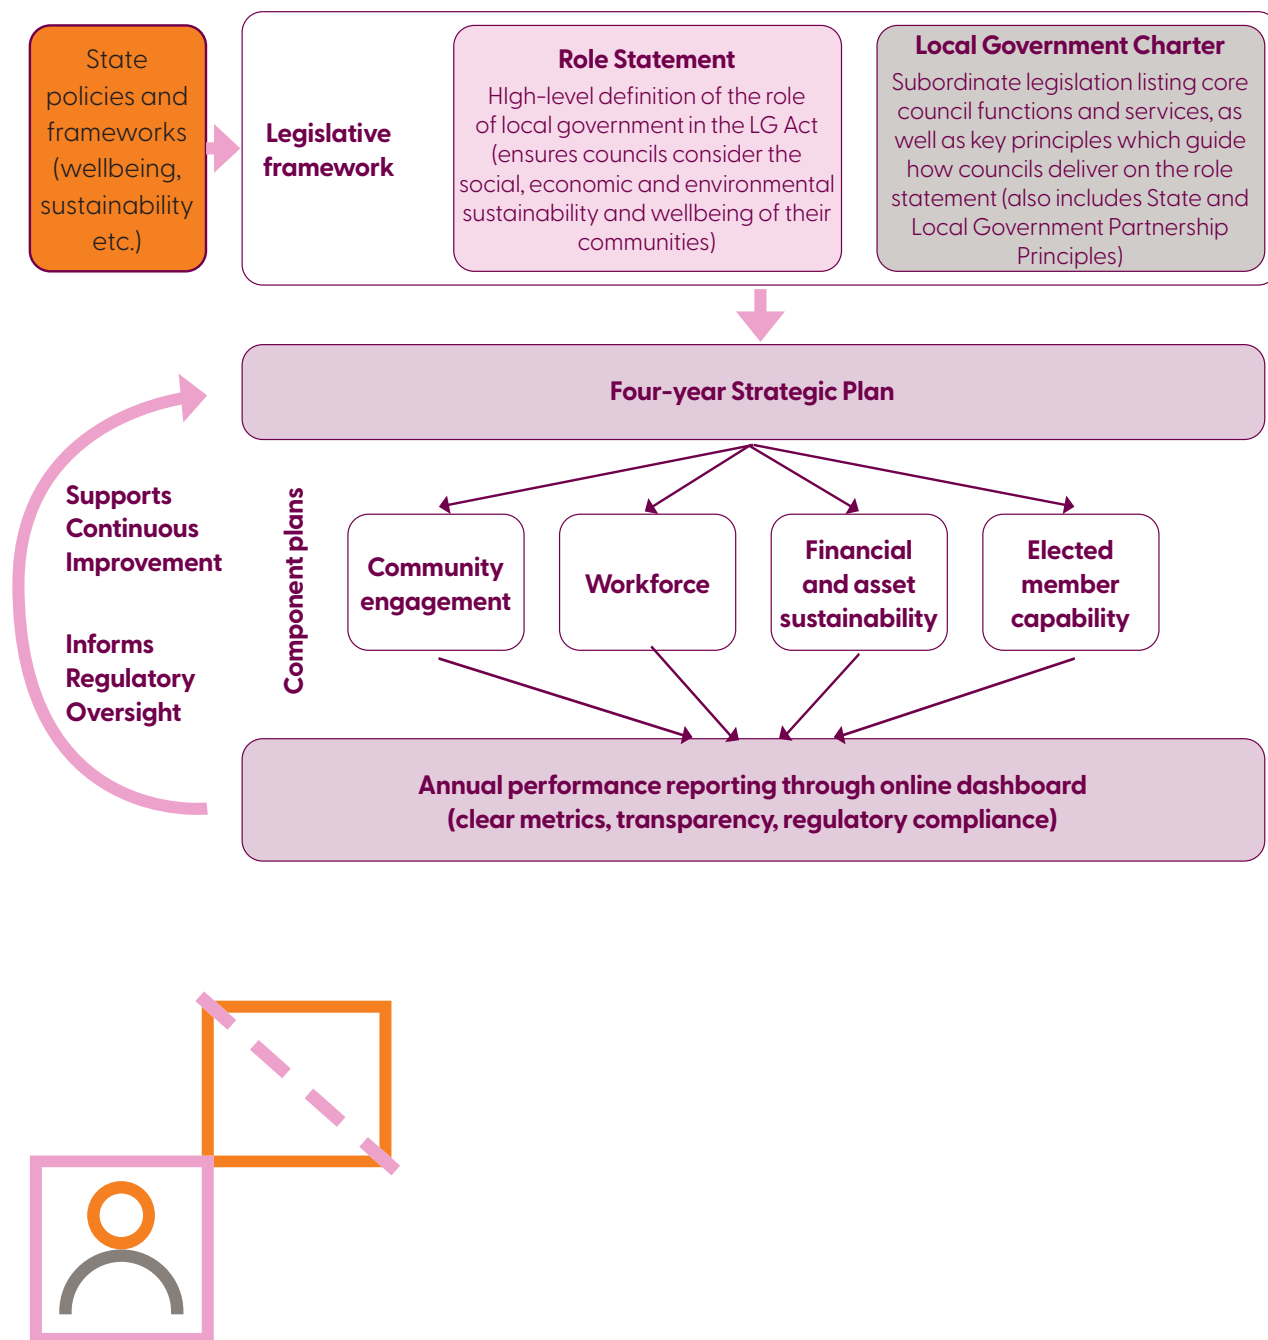 State
policies and
frameworks
(wellbeing,
sustainability
etc.)
Legislative
framework
Role Statement
HIgh-level definition of the role
of local government in the LG Act
(ensures councils consider the
social, economic and environmental
sustainability and wellbeing of their
communities)
Local Government Charter
Subordinate legislation listing core
council functions and services, as
well as key principles which guide
how councils deliver on the role
statement (also includes State and
Local Government Partnership
Principles)
Four-year Strategic Plan
Supports
Continuous
Improvement
Informs
Regulatory
Oversight
Component plans
Community
engagement
Workforce
Financial
and asset
sustainability
Elected
member
capability
Annual performance reporting through online dashboard
(clear metrics, transparency, regulatory compliance)